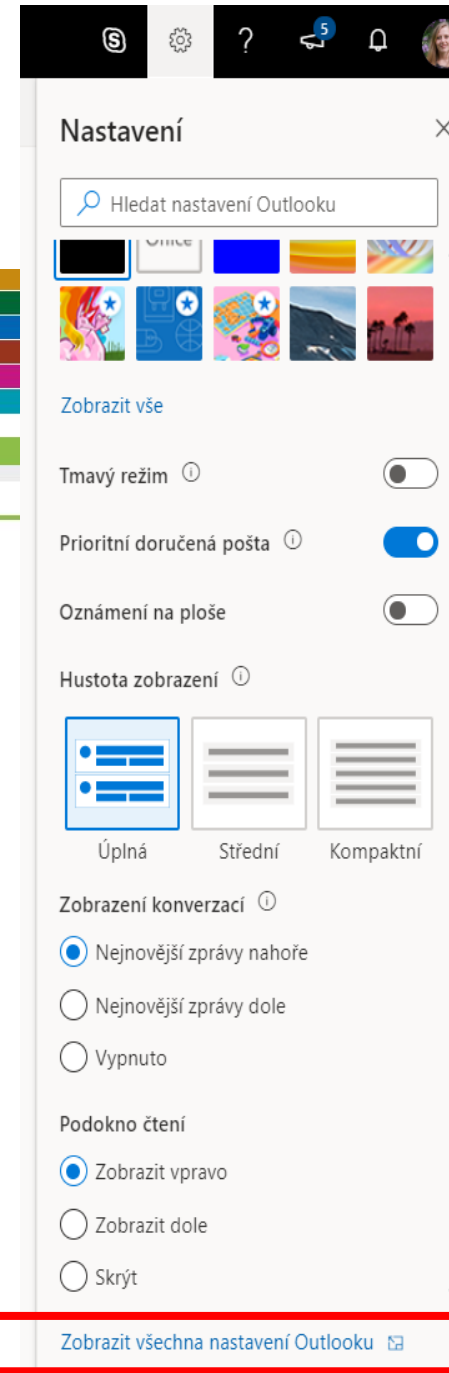 5
Nastavení
Hledat nastavení Outlooku
Office
Zobrazit vše
Tmavý režim
Prioritní doručená pošta
Oznámení na ploše
Hustota zobrazení
Úplná Střední Kompaktní
Zobrazení konverzací
Nejnovější zprávy nahoře
Nejnovější zprávy dole
Vypnuto
Podokno čtení
Zobrazit vpravo
Zobrazit dole
Skrýt
Zobrazit všechna nastavení Outlooku